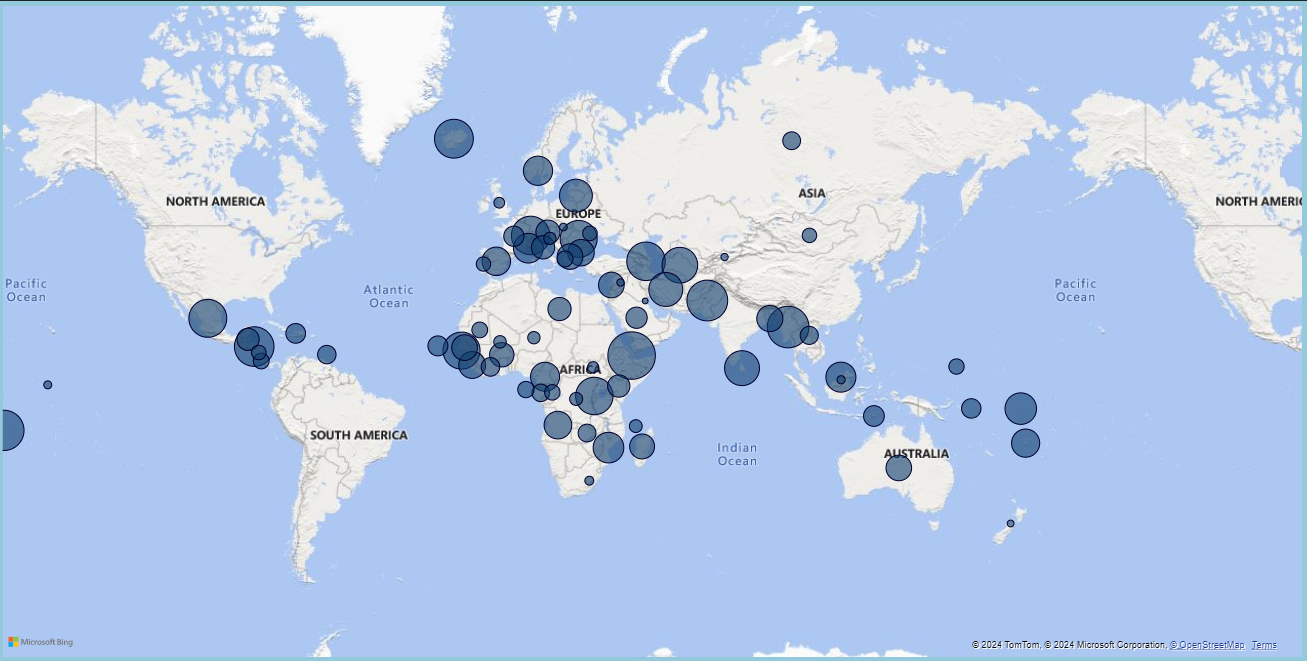 ASIA
NORTH AMERICA
NORTH AMERIC
EUROPE
Pacific
Ocean
Atlantic
Ocean
Pacific
Ocean
AFRICA
SOUTH AMERICA
Indian
Ocean
AUSTRALIA
Microsoft Bing
© 2024 TomTom, © 2024 Microsoft Corporation, © OpenStreetMap Terms